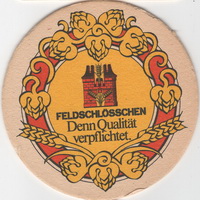 FELDSCHLÖSSCHEN
Denn Qualität
verpflichtet.